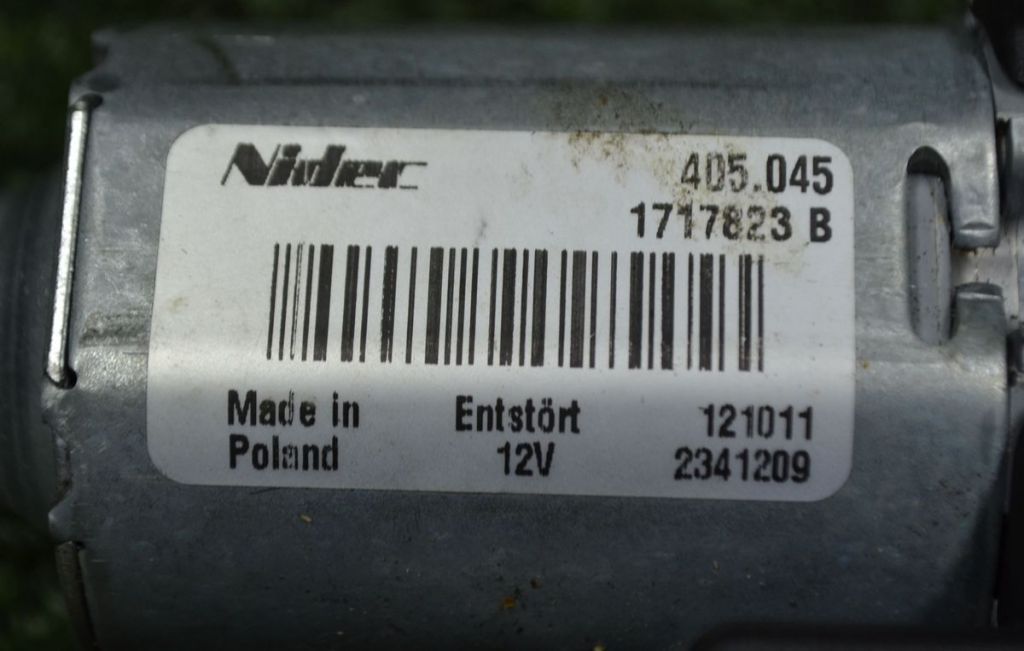 Nidec
405.045
1717823 B
Made in
Poland
Entstört
12V
121011
2341209